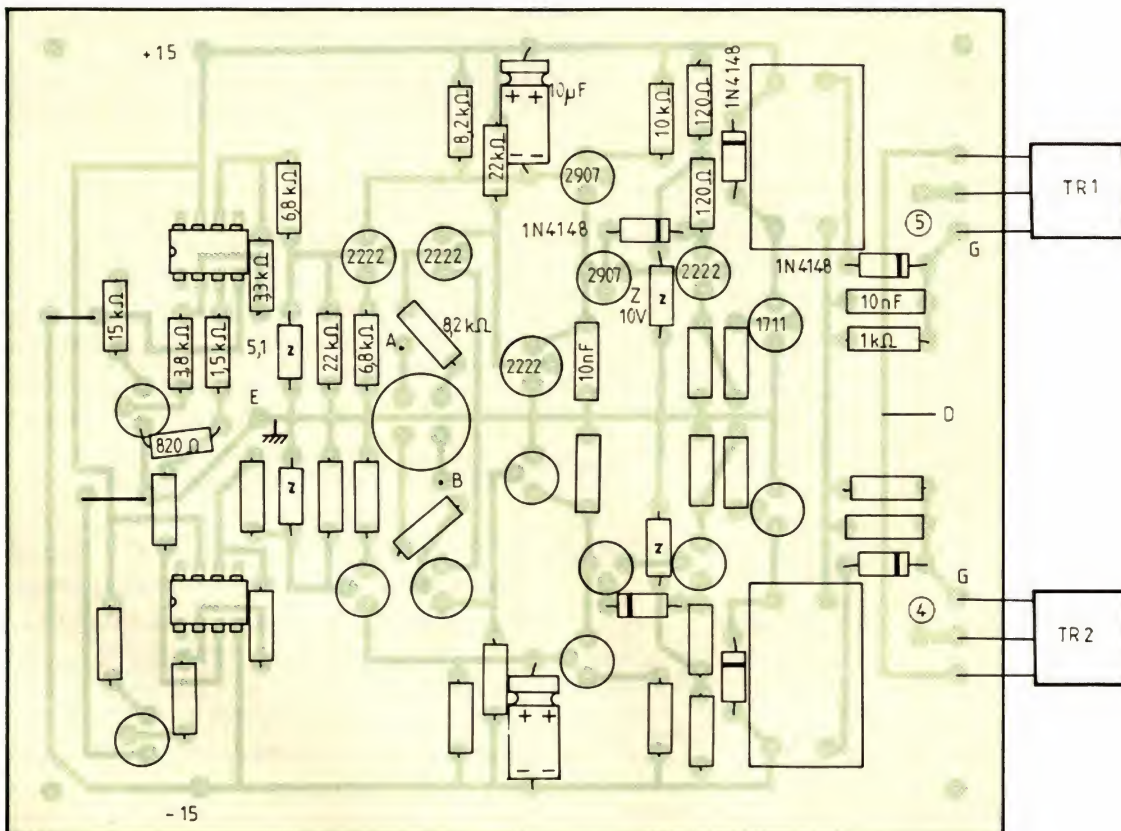 +15
10µF
8,2kΩ
22kΩ
10kΩ
120Ω
1N4148
2907
120Ω
TR1
6,8kΩ
1N4148
5
G
2222
2222
3,3kΩ
2907
2222
1N4148
Z
10V
z
10nF
15kΩ
3,8kΩ
1,5kΩ
5,1
z
22kΩ
6,8kΩ
A
8,2kΩ
2222
10nF
1711
1kΩ
E
D
820Ω
z
B
z
G
4
TR2
-15
+ +
- -
+ +
- -